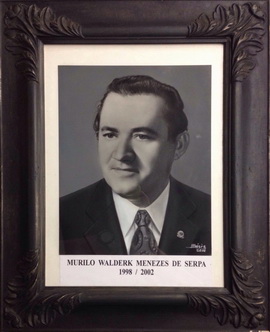 MURILO WALDERK MENEZES DE SERPA
1998 / 2002